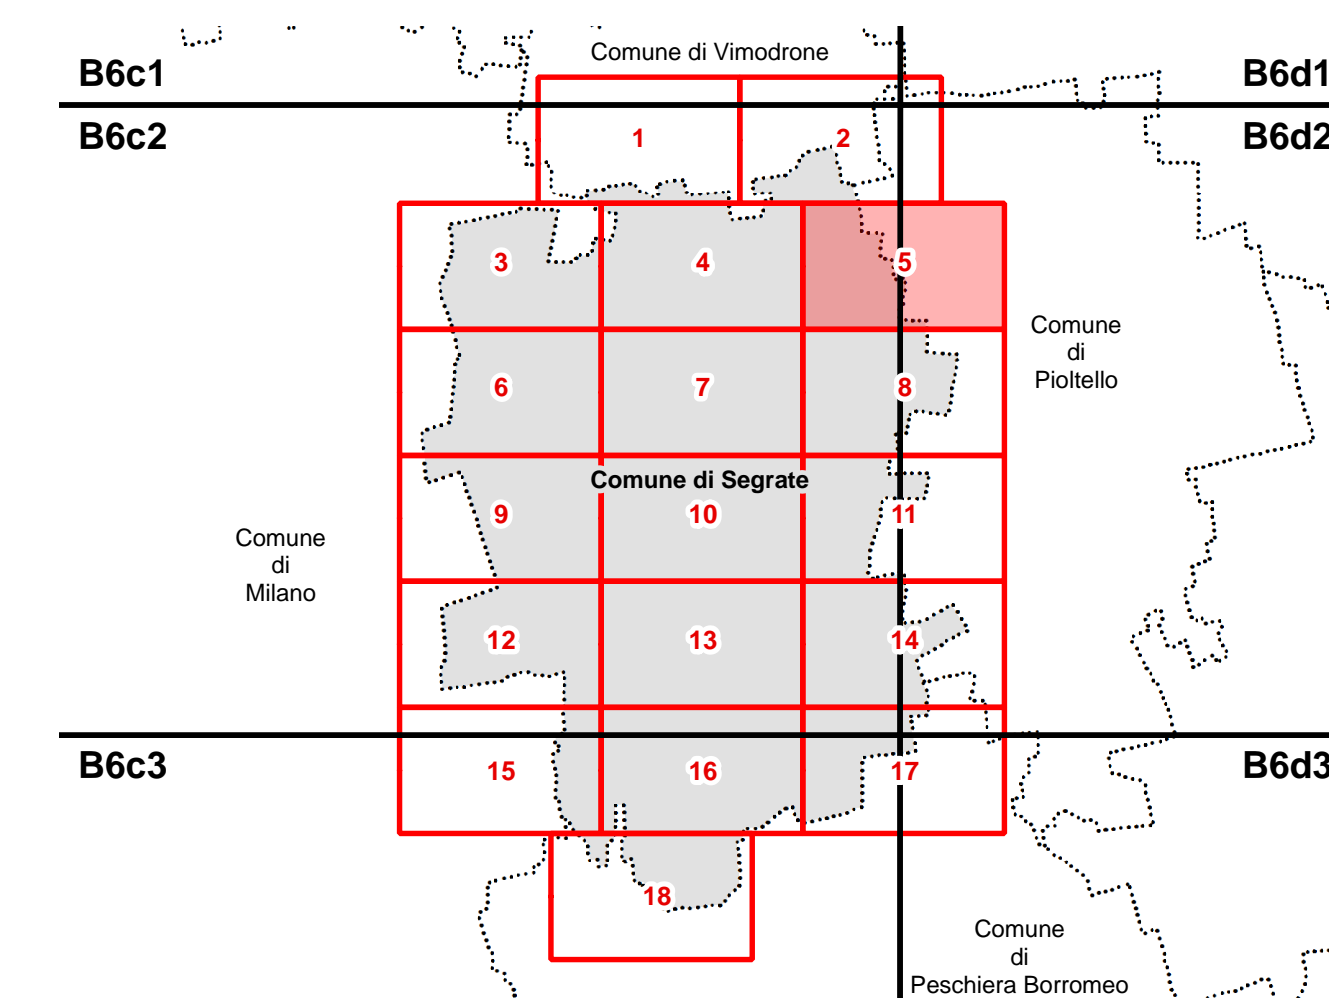 Comune di Vimodrone
B6c1
B6d1
B6c2
B6d2
1
2
3
4
5
Comune
di
Pioltello
6
7
8
Comune di Segrate
9
10
11
Comune
di
Milano
12
13
14
B6c3
B6d3
15
16
17
18
Comune
di
Peschiera Borromeo